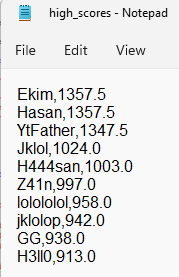 high_scores - Notepad
File Edit View
Ekim,1357.5
Hasan,1357.5
YtFather,1347.5
Jklol,1024.0
H444san,1003.0
Z41n,997.0
lolololol,958.0
jklolop,942.0
GG,938.0
H3ll0,913.0